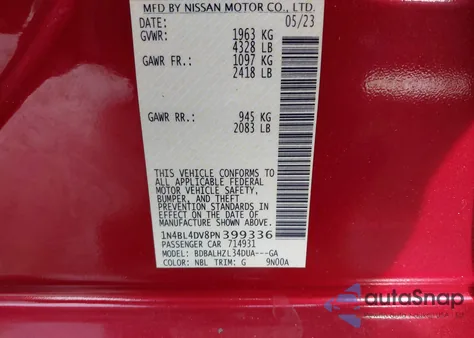 MFD BY NISSAN MOTOR CO., LTD.
DATE: 05/23
GVWR: 1963 KG
4328 LB
GAWR FR.: 1097 KG
2418 LB
GAWR RR.: 945 KG
2083 LB
THIS VEHICLE CONFORMS TO
ALL APPLICABLE FEDERAL
MOTOR VEHICLE SAFETY,
BUMPER, AND THEFT
PREVENTION STANDARDS IN
EFFECT ON THE DATE OF
MANUFACTURE SHOWN ABOVE.
1N4BL4DV8PN399336
PASSENGER CAR 714931
MODEL: BDBALHZL34DUA---GA
COLOR: NBL TRIM: G 9N00A
autoSnap